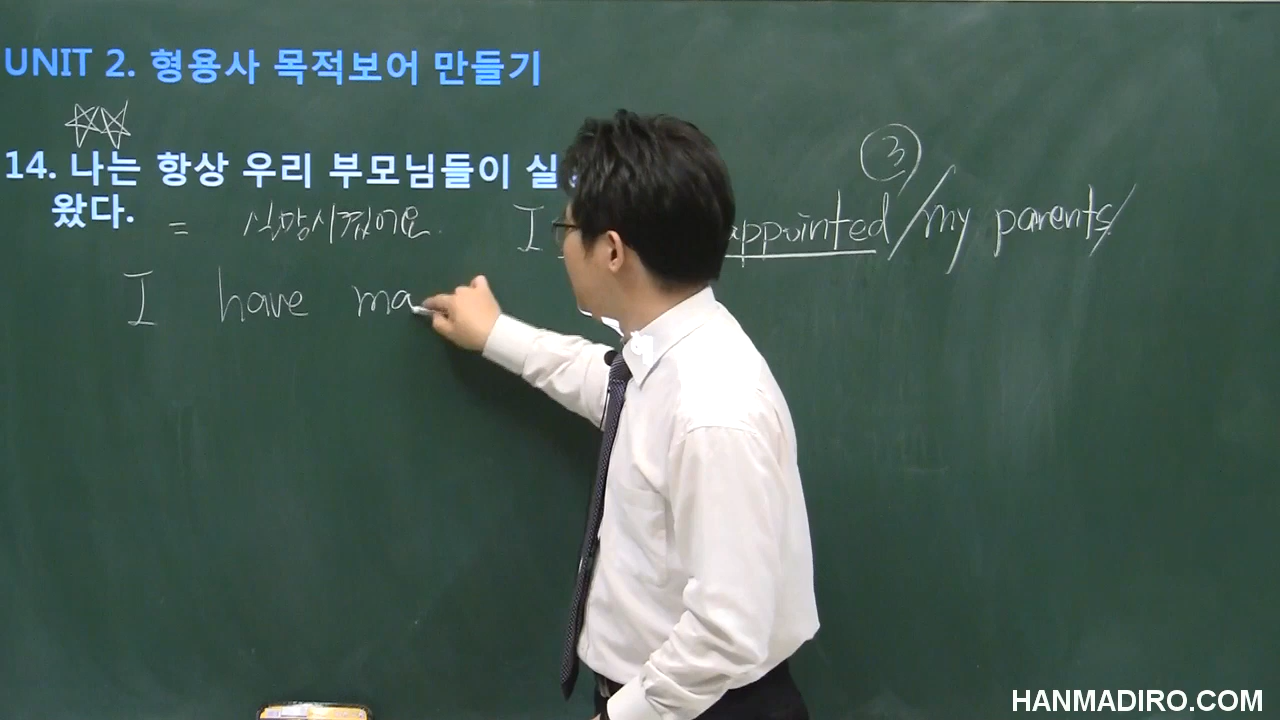 UNIT 2. 형용사 목적보어 만들기
③
14. 나는 항상 우리 부모님들이 실
왔다. = 실망시켰어요. I appointed / my parents /
I have ma
HANMADIRO.COM